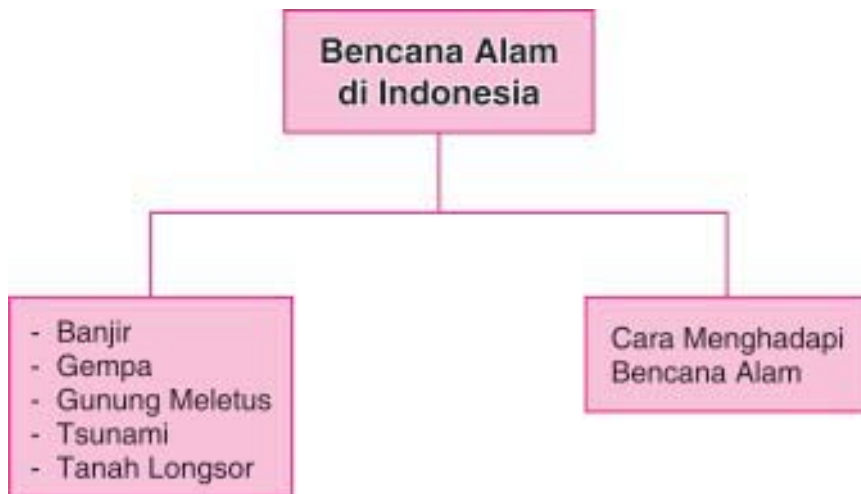 Bencana Alam
di Indonesia
- Banjir
- Gempa
- Gunung Meletus
- Tsunami
- Tanah Longsor
Cara Menghadapi
Bencana Alam